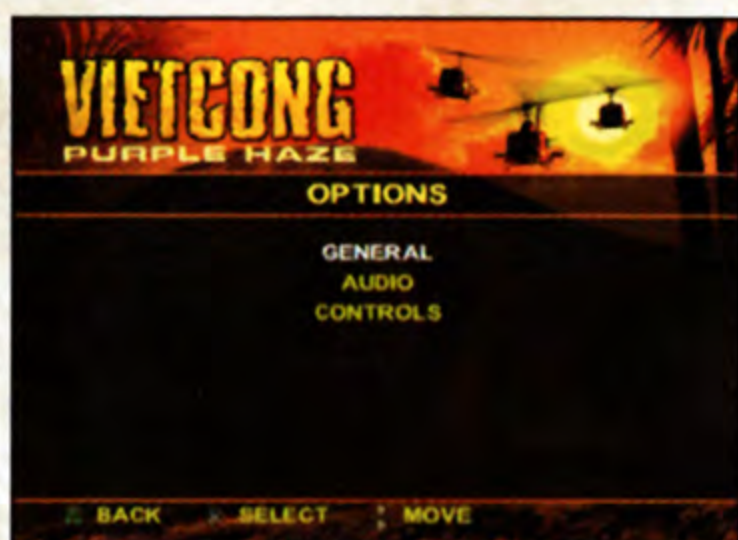 VIETCONG
PURPLE HAZE
OPTIONS
GENERAL
AUDIO
CONTROLS
BACK SELECT MOVE